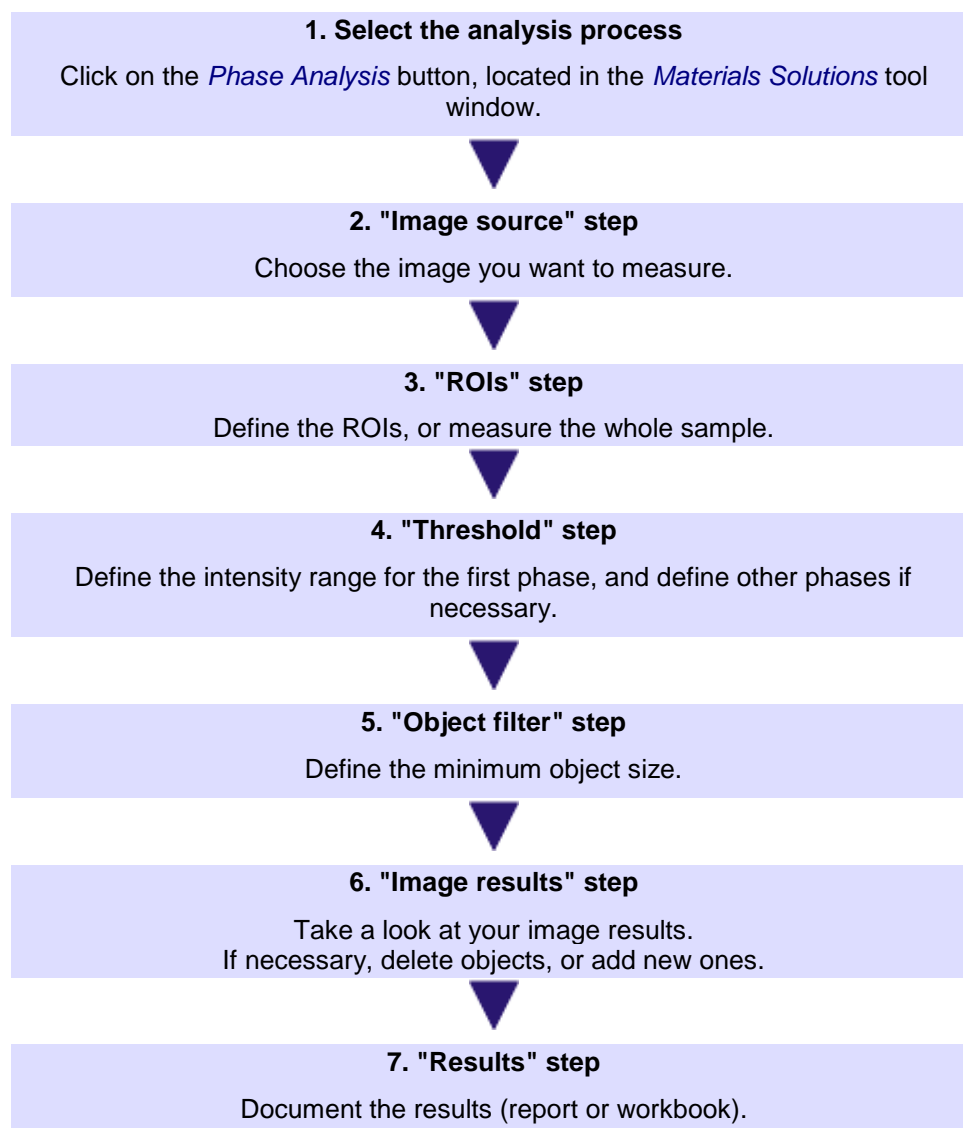 1. Select the analysis process
Click on the Phase Analysis button, located in the Materials Solutions tool
window.
2. "Image source" step
Choose the image you want to measure.
3. "ROIs" step
Define the ROIs, or measure the whole sample.
4. "Threshold" step
Define the intensity range for the first phase, and define other phases if
necessary.
5. "Object filter" step
Define the minimum object size.
6. "Image results" step
Take a look at your image results.
If necessary, delete objects, or add new ones.
7. "Results" step
Document the results (report or workbook).